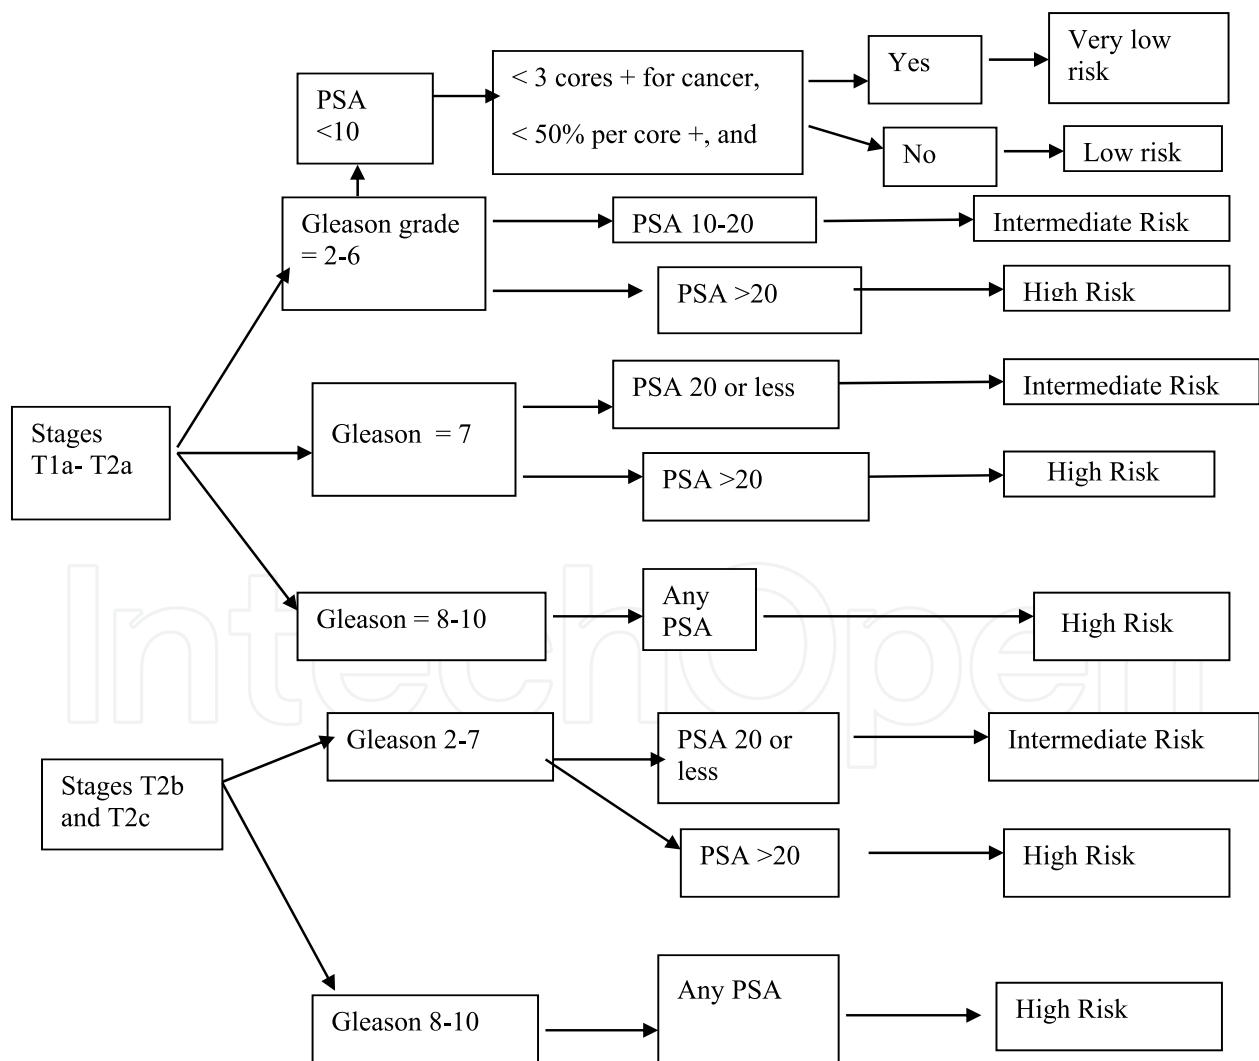 PSA
<10
< 3 cores + for cancer,
< 50% per core +, and
Yes
Very low
risk
No
Low risk
Gleason grade
= 2-6
PSA 10-20
Intermediate Risk
PSA >20
High Risk
Stages
T1a- T2a
Gleason = 7
PSA 20 or less
Intermediate Risk
PSA >20
High Risk
Gleason = 8-10
Any
PSA
High Risk
IntechOpen
Stages T2b
and T2c
Gleason 2-7
PSA 20 or
less
Intermediate Risk
PSA >20
High Risk
Gleason 8-10
Any PSA
High Risk